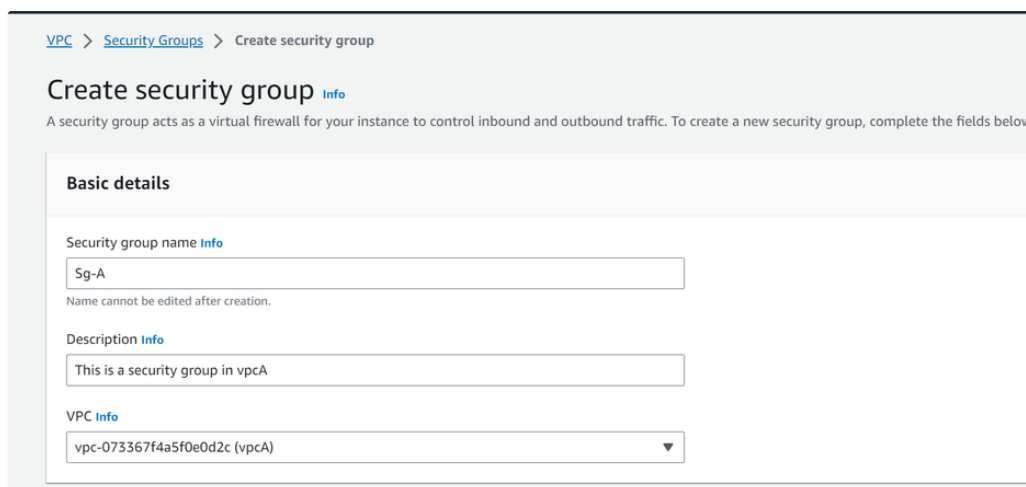 VPC > Security Groups > Create security group
Create security group Info
A security group acts as a virtual firewall for your instance to control inbound and outbound traffic. To create a new security group, complete the fields
Basic details
Security group name Info
Sg-A
Name cannot be edited after creation.
Description Info
This is a security group in vpcA
VPC Info
vpc-073367f4a5f0e0d2c (vpcA)